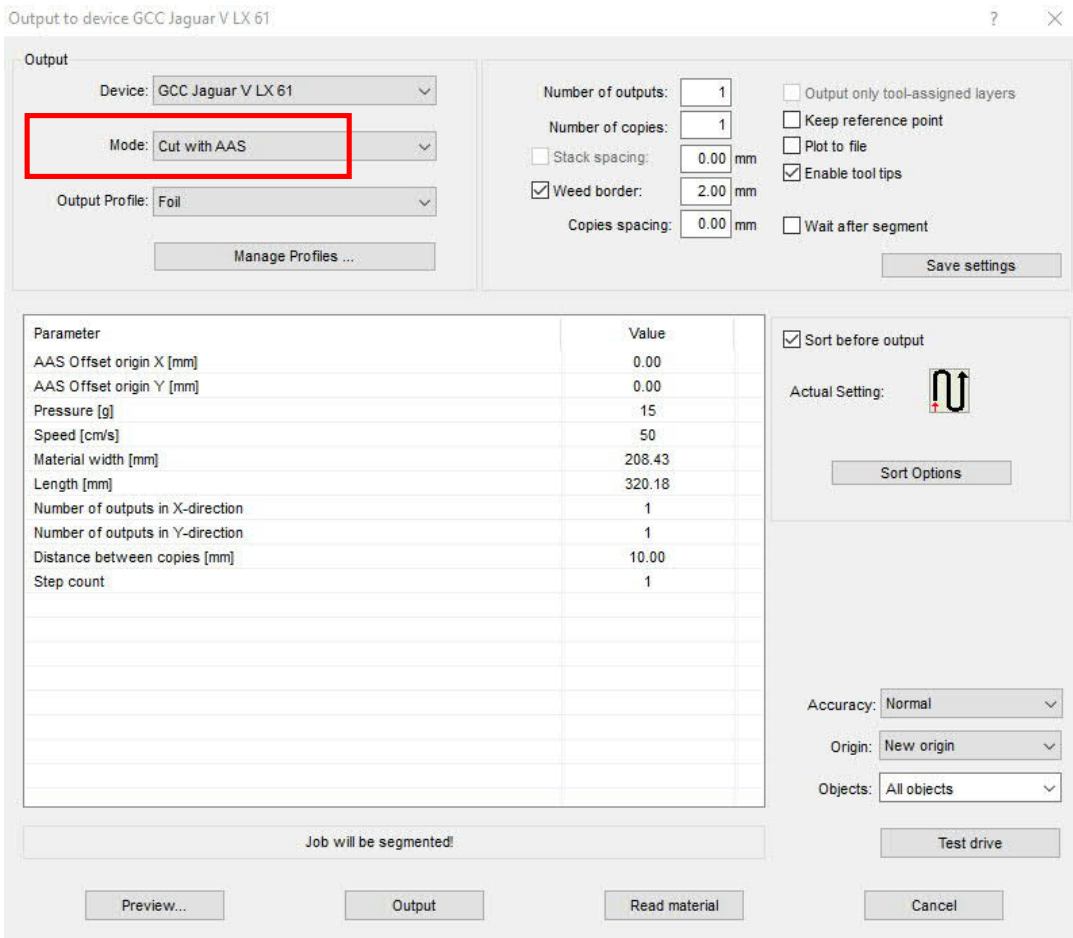 Output to device GCC Jaguar V LX 61
?
Output
Device: GCC Jaguar V LX 61
Mode: Cut with AAS
Output Profile: Foil
Manage Profiles ...
Number of outputs: 1
Number of copies: 1
Stack spacing: 0.00 mm
Weed border: 2.00 mm
Copies spacing: 0.00 mm
Output only tool-assigned layers
Keep reference point
Plot to file
Enable tool tips
Wait after segment
Save settings
Parameter Value
AAS Offset origin X [mm] 0.00
AAS Offset origin Y [mm] 0.00
Pressure [g] 15
Speed [cm/s] 50
Material width [mm] 208.43
Length [mm] 320.18
Number of outputs in X-direction 1
Number of outputs in Y-direction 1
Distance between copies [mm] 10.00
Step count 1
Sort before output
Actual Setting:
Sort Options
Accuracy: Normal
Origin: New origin
Objects: All objects
Job will be segmented!
Test drive
Preview...
Output
Read material
Cancel